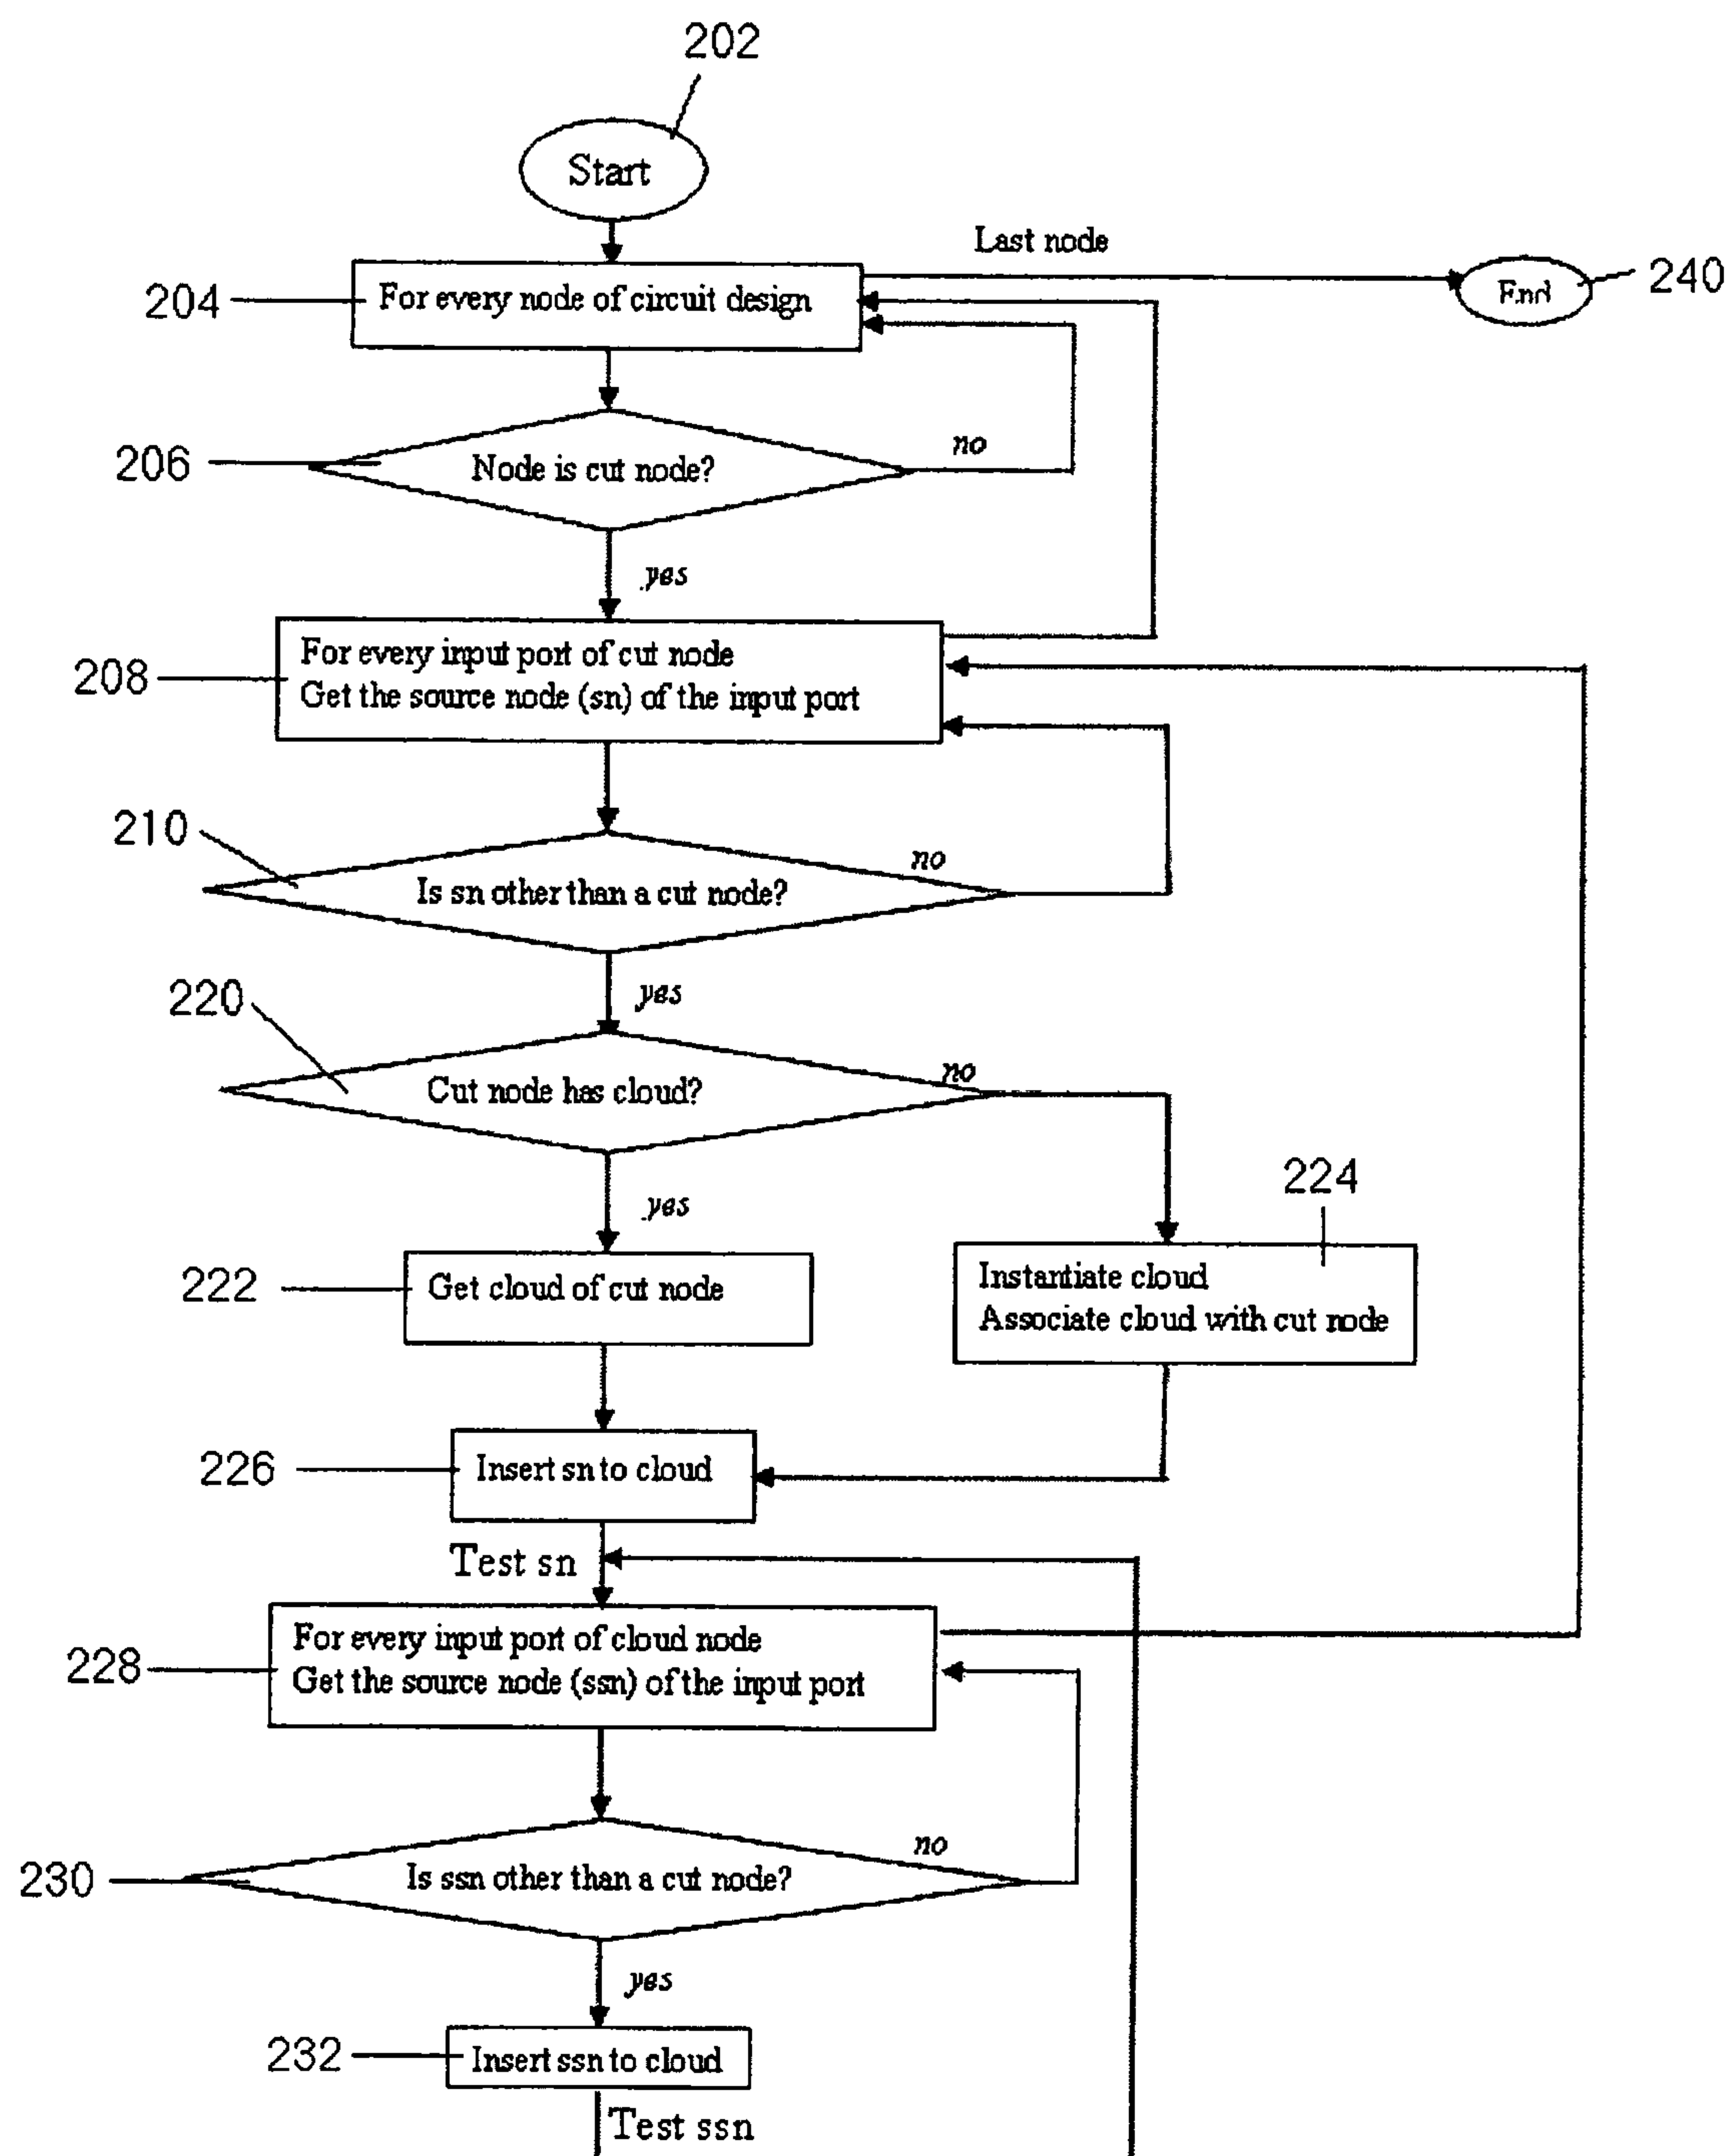 202
Start
Last node
204
For every node of circuit design
End
240
206
Node is cut node?
no
yes
208
For every input port of cut node
Get the source node (sn) of the input port
210
no
Is sn other than a cut node?
yes
220
no
Cut node has cloud?
yes
224
222
Get cloud of cut node
Instantiate cloud
Associate cloud with cut node
226
Insert sn to cloud
Test sn
228
For every input port of cloud node
Get the source node (ssn) of the input port
230
no
Is ssn other than a cut node?
yes
232
Insert ssn to cloud
Test ssn